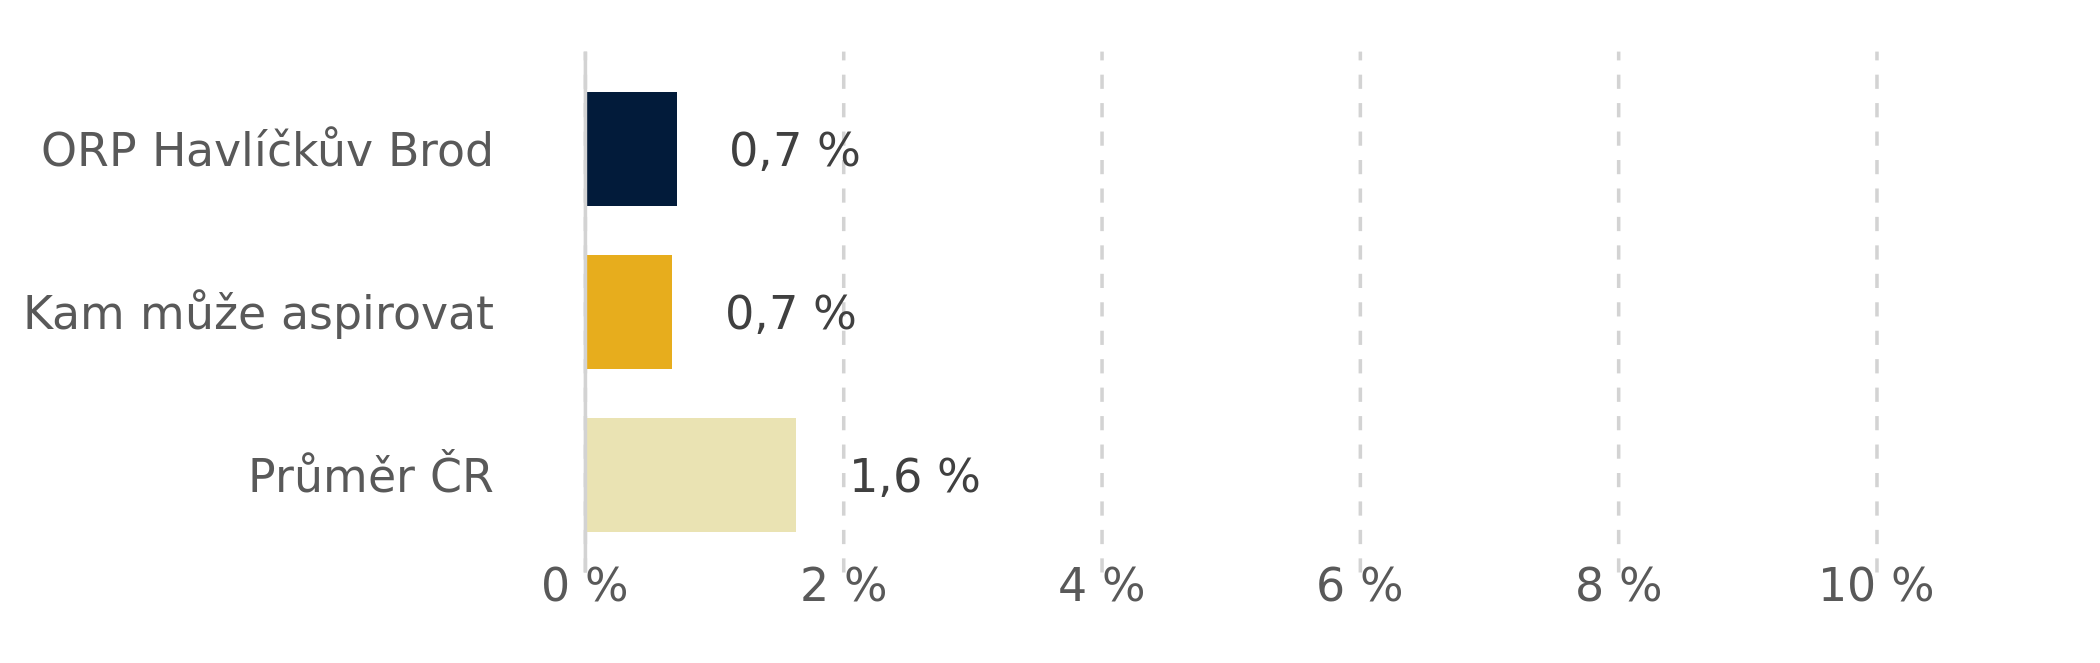 ORP Havlíčkův Brod 0,7 %
Kam může aspirovat 0,7 %
Průměr ČR 1,6 %
0 % 2 % 4 % 6 % 8 % 10 %